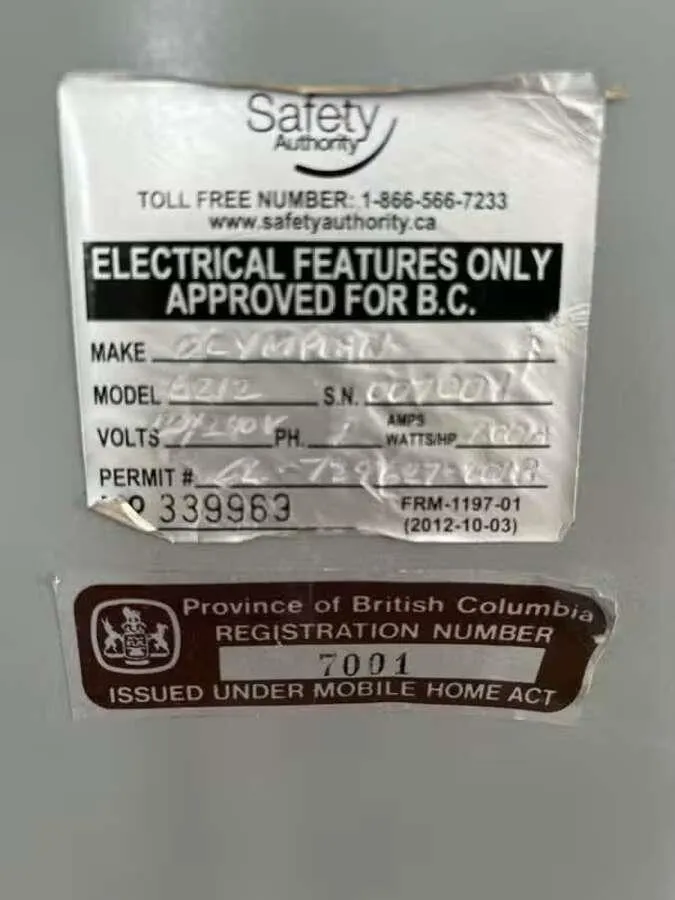 Safety
Authority
TOLL FREE NUMBER: 1-866-566-7233
www.safetyauthority.ca
ELECTRICAL FEATURES ONLY
APPROVED FOR B.C.
MAKE OLYMPIAN
MODEL S.N.
VOLTS PH. 1 AMPS WATTS/HP
PERMIT #
339963 FRM-1197-01
(2012-10-03)
Province of British Columbia
REGISTRATION NUMBER
7001
ISSUED UNDER MOBILE HOME ACT